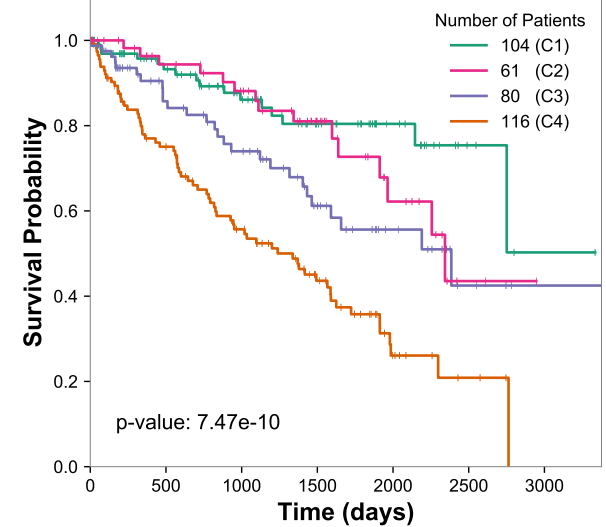 Number of Patients
104 (C1)
61 (C2)
80 (C3)
116 (C4)
1.0
0.8
0.6
0.4
0.2
0.0
Survival Probability
p-value: 7.47e-10
0 500 1000 1500 2000 2500 3000
Time (days)